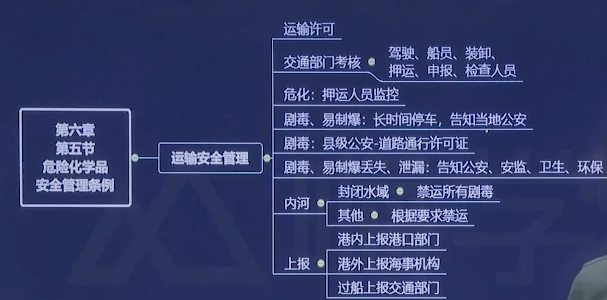 运输许可
交通部门考核
驾驶、船员、装卸、
押运、申报、检查人员
危化：押运人员监控
剧毒、易制爆：长时间停车，告知当地公安
剧毒：县级公安-道路通行许可证
剧毒、易制爆丢失、泄漏：告知公安、安监、卫生、环保
第六章
第五节
危险化学品
安全管理条例
运输安全管理
内河
封闭水域
禁运所有剧毒
其他
根据要求禁运
上报
港内上报港口部门
港外上报海事机构
过船上报交通部门